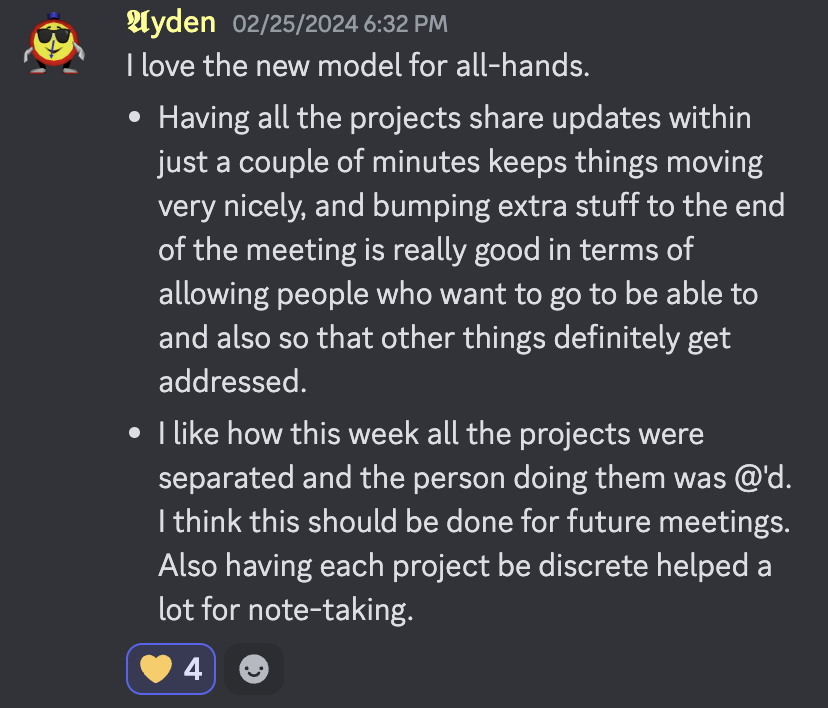 𝕬yden 02/25/2024 6:32 PM
I love the new model for all-hands.
• Having all the projects share updates within
just a couple of minutes keeps things moving
very nicely, and bumping extra stuff to the end
of the meeting is really good in terms of
allowing people who want to go to be able to
and also so that other things definitely get
addressed.
• I like how this week all the projects were
separated and the person doing them was @'d.
I think this should be done for future meetings.
Also having each project be discrete helped a
lot for note-taking.
4